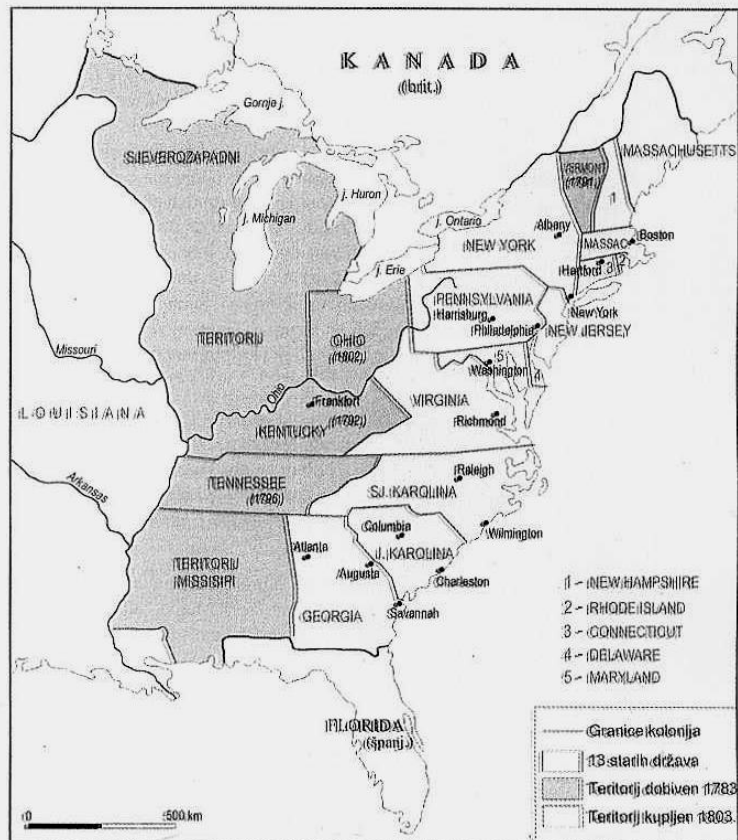 KANADA
(brit.)
Gornje j.
SJEVEROZAPADNI
j. Huron
j. Michigan
j. Ontario
j. Erie
MASSACHUSETTS
VERMONT
(1791.)
1
Albany
NEW YORK
MASSAC
Boston
Hartford
3
2
PENNSYLVANIA
Harrisburg
Philadelphia
New York
NEW JERSEY
TERITORIJ
OHIO
(1802)
Missouri
5
Washington
4
Ohio
Frankfort
VIRGINIA
LOUISIANA
KENTUCKY
(1792)
Richmond
Arkansas
TENNESSEE
(1796)
Raleigh
SJ. KAROLINA
Columbia
Wilmington
Atlanta
J. KAROLINA
TERITORIJ
MISSISIPI
Augusta
Charleston
GEORGIA
Savannah
1 - NEW HAMPSHIRE
2 - RHODE ISLAND
3 - CONNECTICUT
4 - DELAWARE
5 - MARYLAND
FLORIDA
(španj.)
Granice kolonija
13 starih država
Teritorij dobiven 1783
Teritorij kupljen 1803.
0 500 km